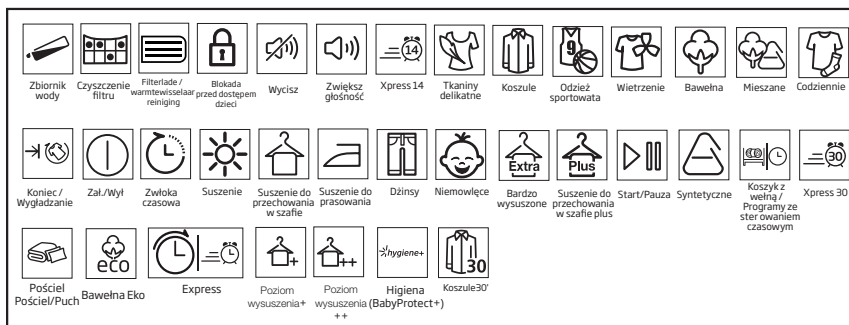 14
9
Zbiornik
wody
Czyszczenie
filtru
Filterlade /
warmtewisselaar
reiniging
Blokada
przed dostępem
dzieci
Wycisz
Zwiększ
głośność
Xpress 14
Tkaniny
delikatne
Koszule
Odzież
sportowata
Wietrzenie
Bawełna
Mieszane
Codziennie
Extra
Plus
30
Koniec /
Wygładzanie
Zał./Wył
Zwłoka
czasowa
Suszenie
Suszenie do
przechowania
w szafie
Suszenie do
prasowania
Dżinsy
Niemowlęce
Bardzo
wysuszone
Suszenie do
przechowania
w szafie plus
Start/Pauza
Syntetyczne
Koszyk z
wełną /
Programy ze
ster owaniem
czasowym
Xpress 30
eco
+
++
hygiene+
30
Pościel
Pościel/Puch
Bawełna Eko
Express
Poziom
wysuszenia+
Poziom
wysuszenia
++
Higiena
(BabyProtect+)
Koszule30'